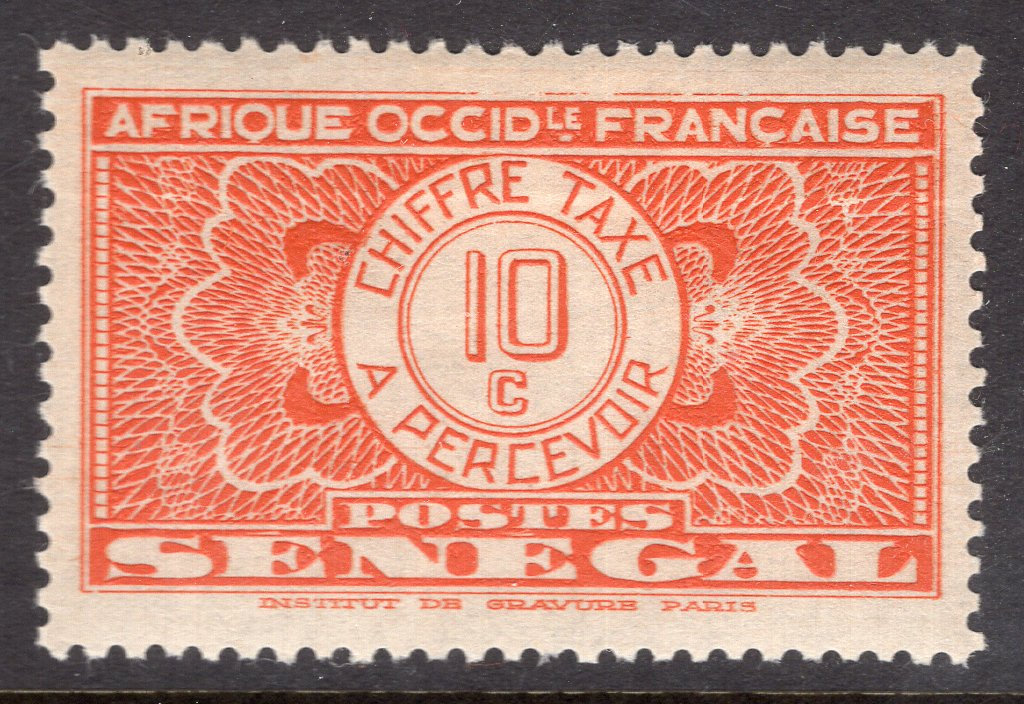 AFRIQUE OCCIDLE FRANÇAISE
CHIFFRE TAXE
10
C
A PERCEVOIR
POSTES
SENEGAL
INSTITUT DE GRAVURE PARIS